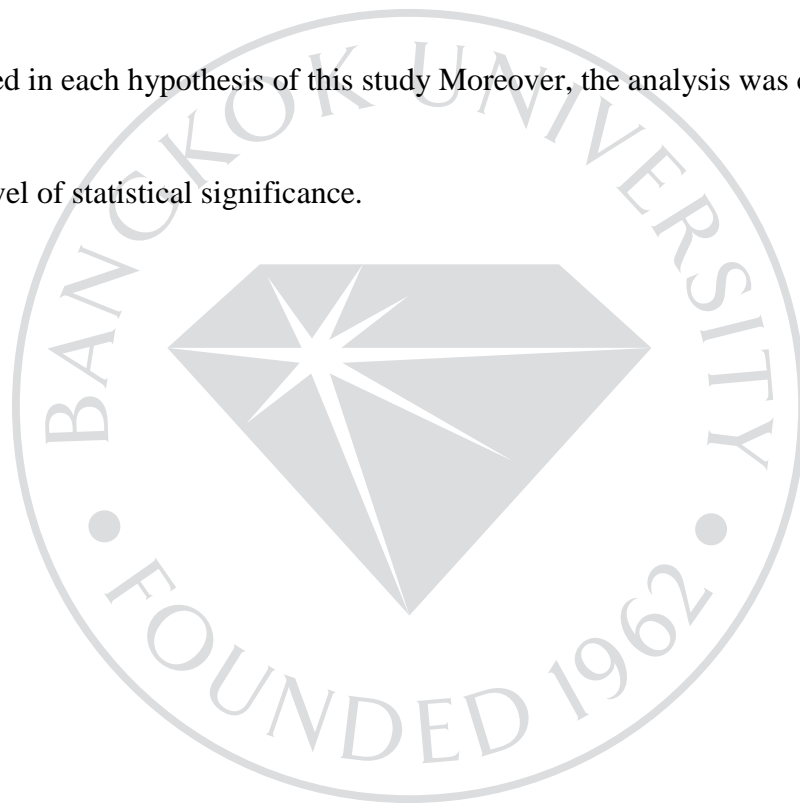 ed in each hypothesis of this study Moreover, the analysis was
vel of statistical significance.
BANGKOK UNIVERSITY
• FOUNDED 1962 •